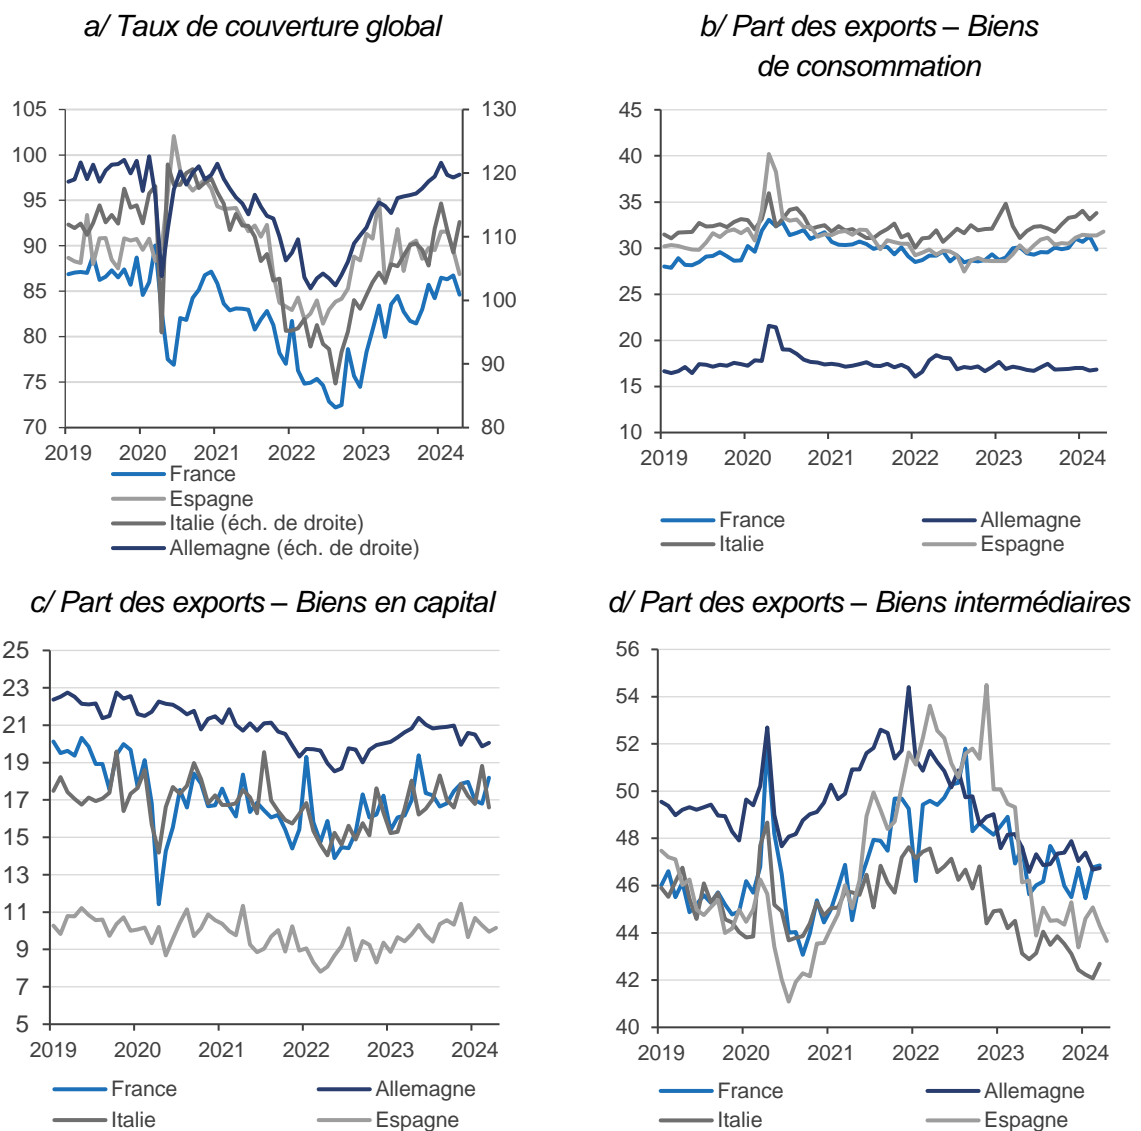 a/ Taux de couverture global
105
100
95
90
85
80
75
70
130
120
110
100
90
80
2019 2020 2021 2022 2023 2024
France
Espagne
Italie (éch. de droite)
Allemagne (éch. de droite)
b/ Part des exports – Biens
de consommation
45
40
35
30
25
20
15
10
2019 2020 2021 2022 2023 2024
France Allemagne
Italie Espagne
c/ Part des exports – Biens en capital
25
23
21
19
17
15
13
11
9
7
5
2019 2020 2021 2022 2023 2024
France Allemagne
Italie Espagne
d/ Part des exports – Biens intermédiaires
56
54
52
50
48
46
44
42
40
2019 2020 2021 2022 2023 2024
France Allemagne
Italie Espagne